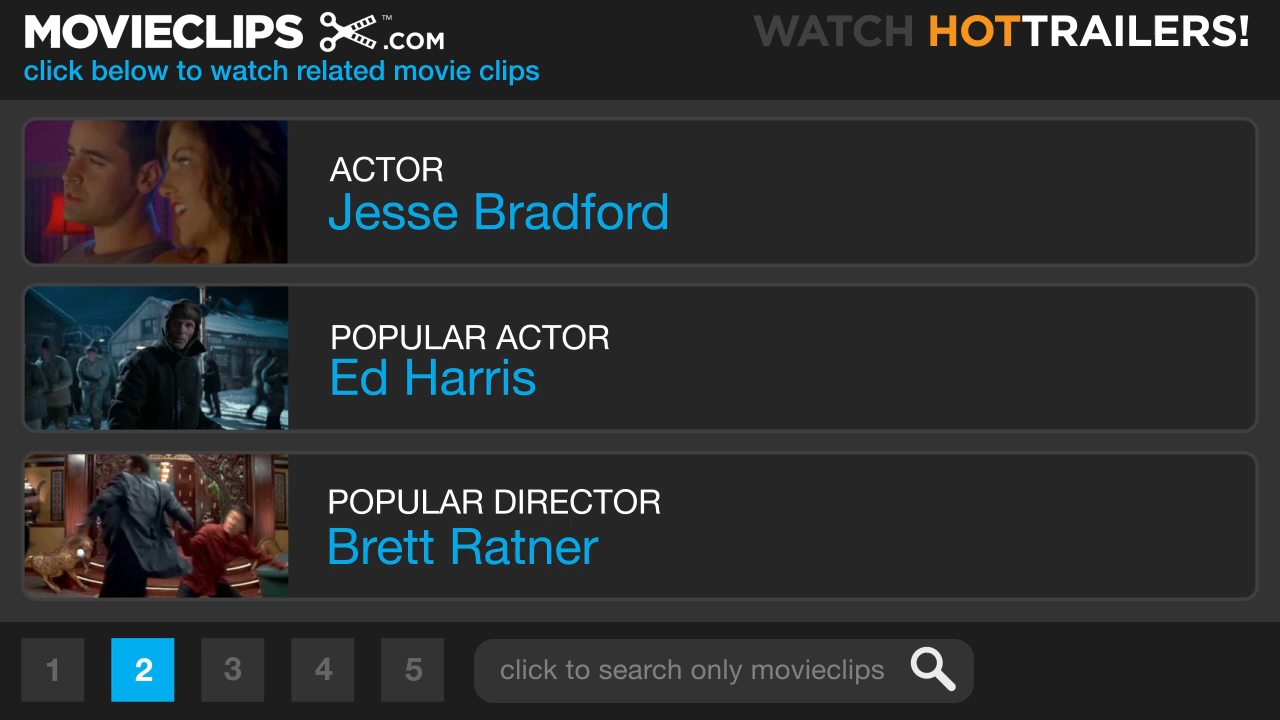 MOVIECLIPS ™ .COM
WATCH HOTTRAILERS!
click below to watch related movie clips
ACTOR
Jesse Bradford
POPULAR ACTOR
Ed Harris
POPULAR DIRECTOR
Brett Ratner
1 2 3 4 5 click to search only movieclips